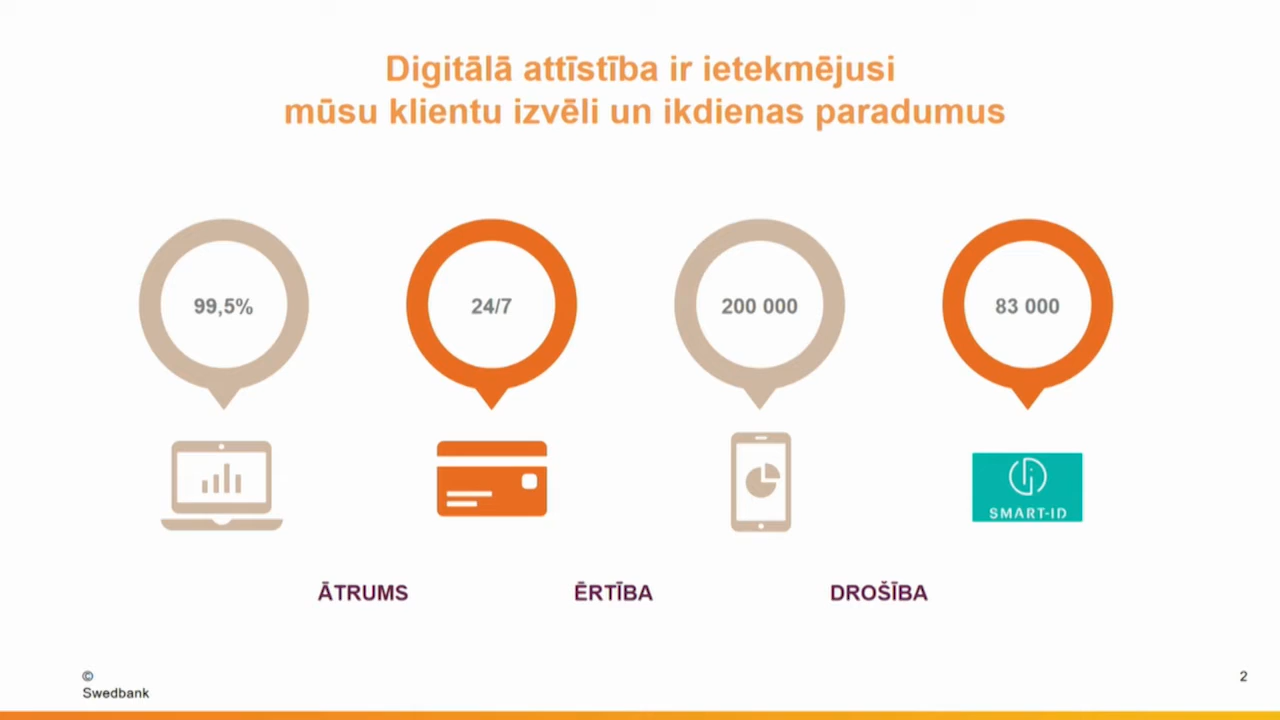 Digitālā attīstība ir ietekmējusi
mūsu klientu izvēli un ikdienas paradumus
99,5%
24/7
200 000
83 000
SMART-ID
ĀTRUMS
ĒRTĪBA
DROŠĪBA
©
Swedbank
2